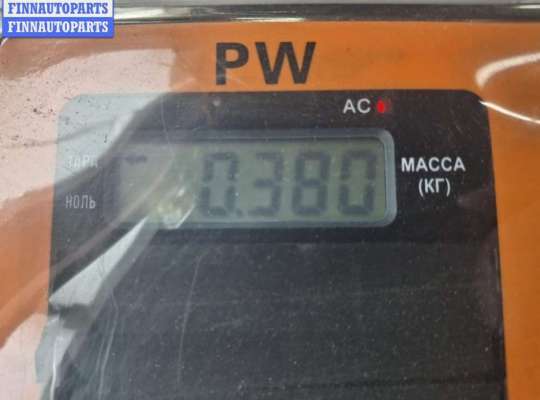 FINNAUTOPARTS
FINNAUTOPARTS
PW
AC
ТАРА
0.380
МАССА
(КГ)
НОЛЬ